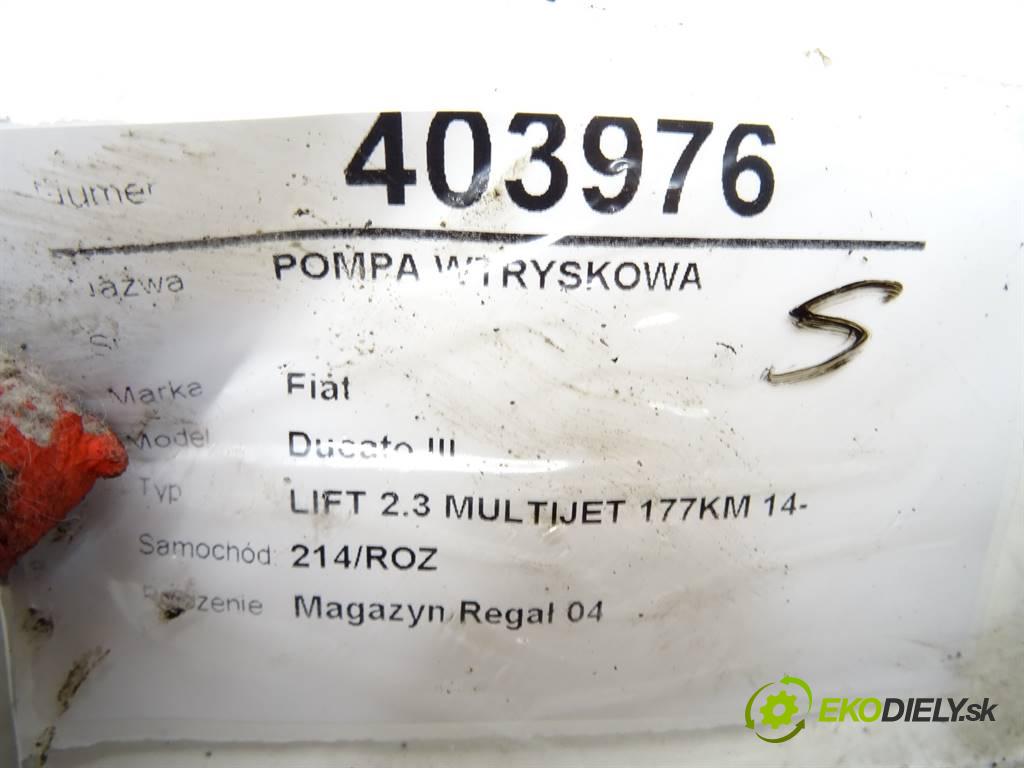 Numer 403976
Nazwa POMPA WTRYSKOWA
S
Marka Fiat
Model Ducato III
Typ LIFT 2.3 MULTIJET 177KM 14-
Samochód: 214/ROZ
Magazyn Regał 04
EKODIELY.sk